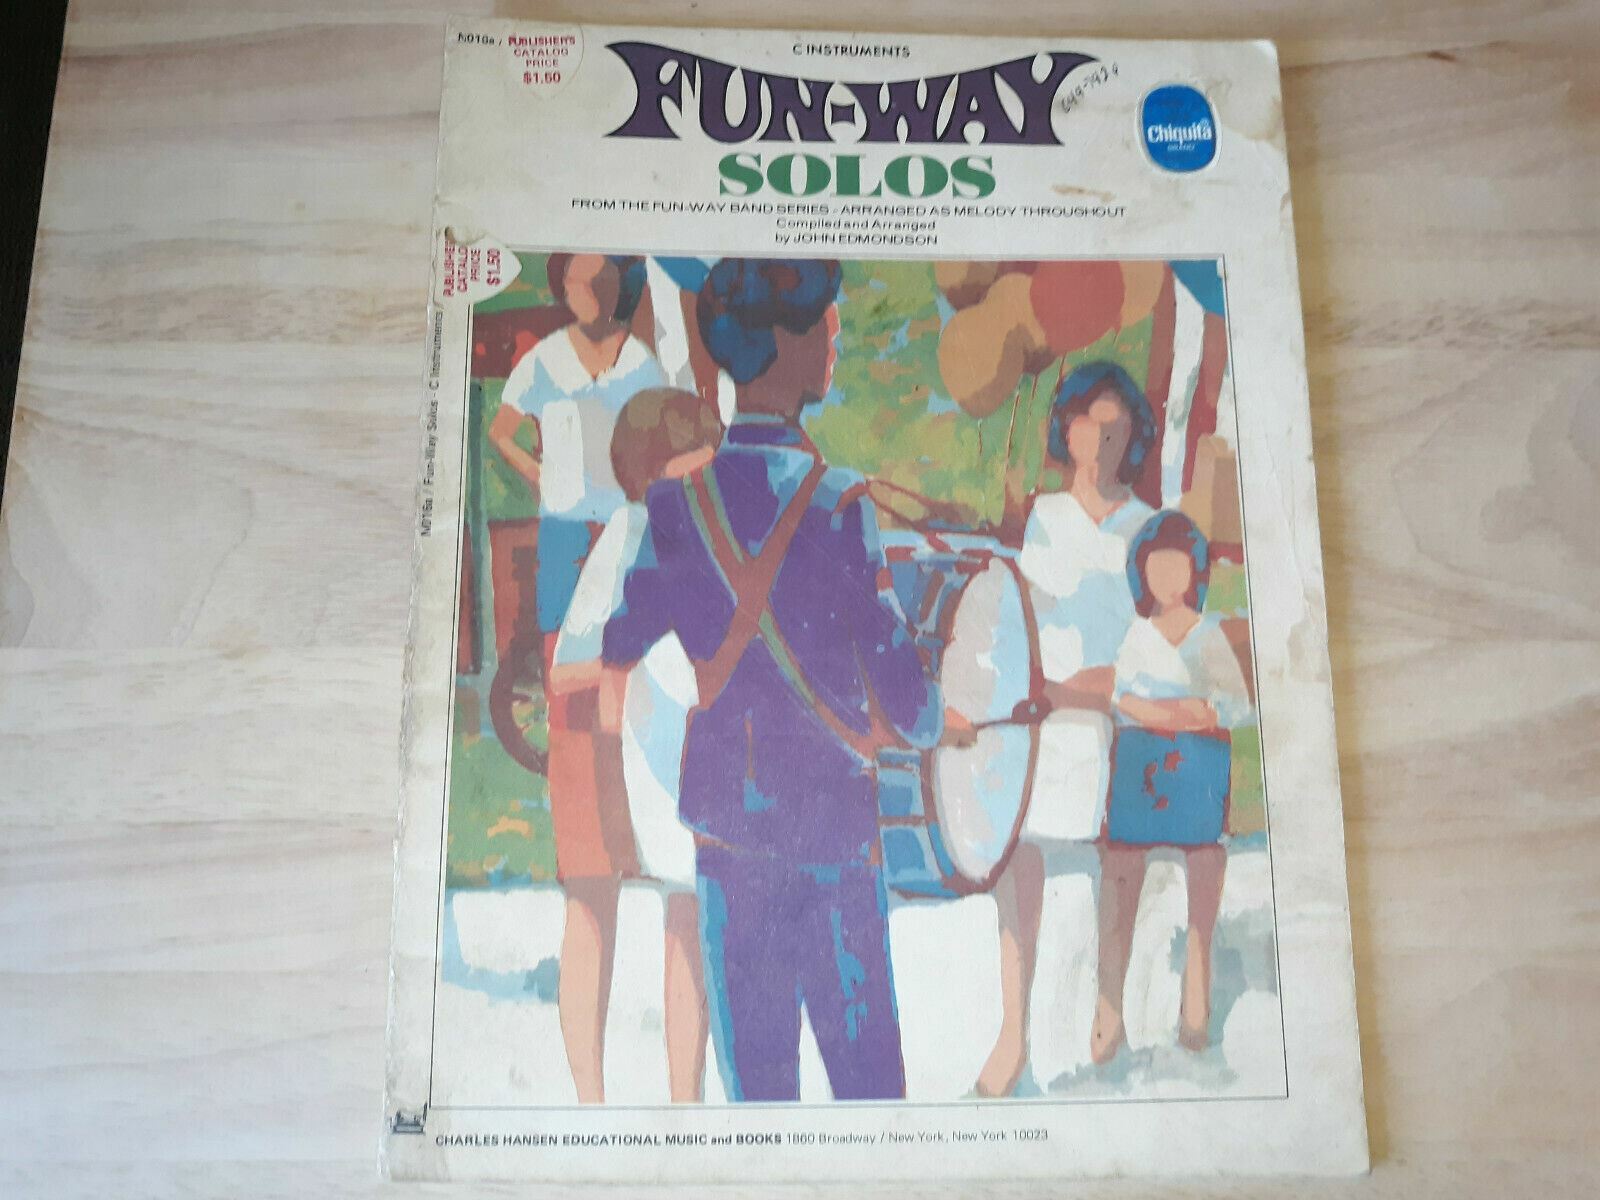 PUBLISHER'S
CATALOG
PRICE
$1.50
C INSTRUMENTS
FUN-WAY
SOLOS
FROM THE FUN-WAY BAND SERIES - ARRANGED AS MELODY THROUGHOUT
Compiled and Arranged
by JOHN EDMONDSON
Chiquita®
PUBLISHER
CATALOG
PRICE
$1.50
/ Fun-Way Solos - C Instruments /
CHARLES HANSEN EDUCATIONAL MUSIC and BOOKS 1860 Broadway / New York, New York 10023